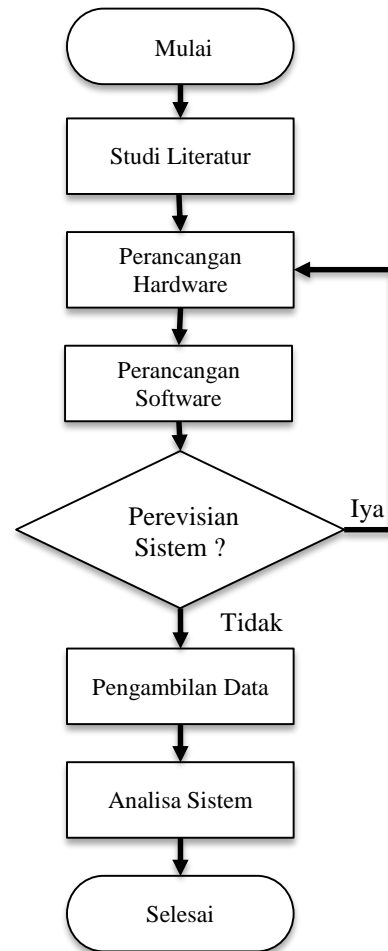 Mulai
Studi Literatur
Perancangan
Hardware
Perancangan
Software
Perevisian
Sistem ?
Iya
Tidak
Pengambilan Data
Analisa Sistem
Selesai